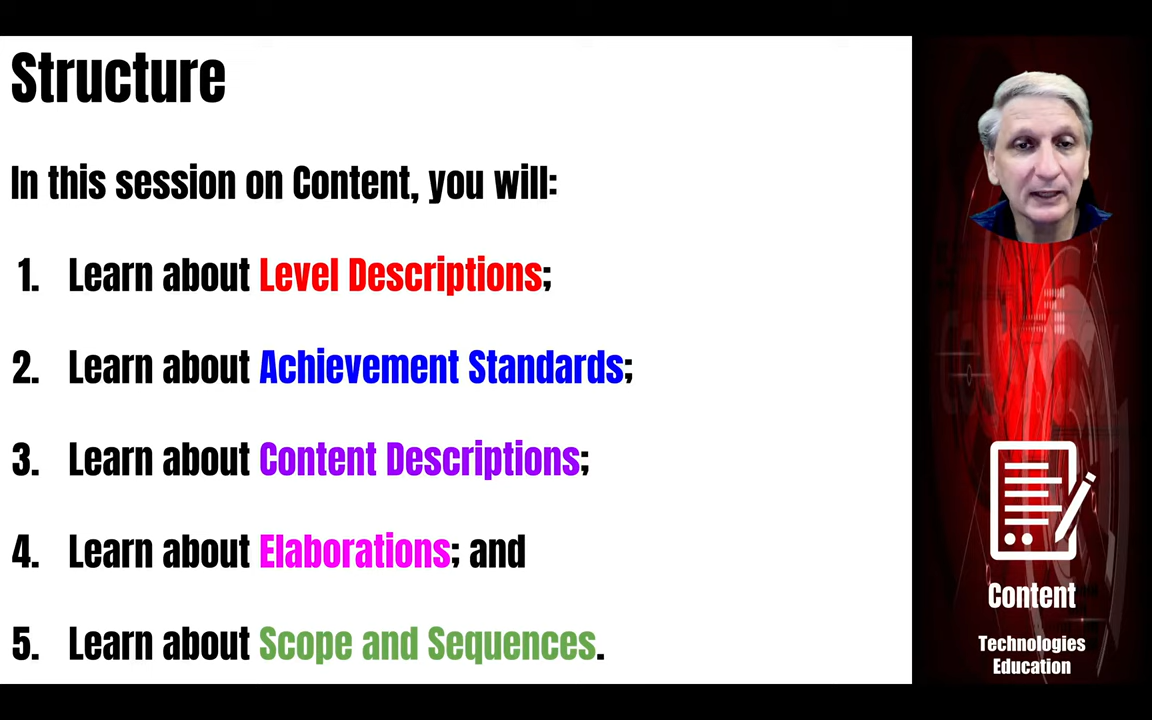 Structure
In this session on Content, you will:
1. Learn about Level Descriptions;
2. Learn about Achievement Standards;
3. Learn about Content Descriptions;
4. Learn about Elaborations; and
5. Learn about Scope and Sequences.
Content
Technologies
Education